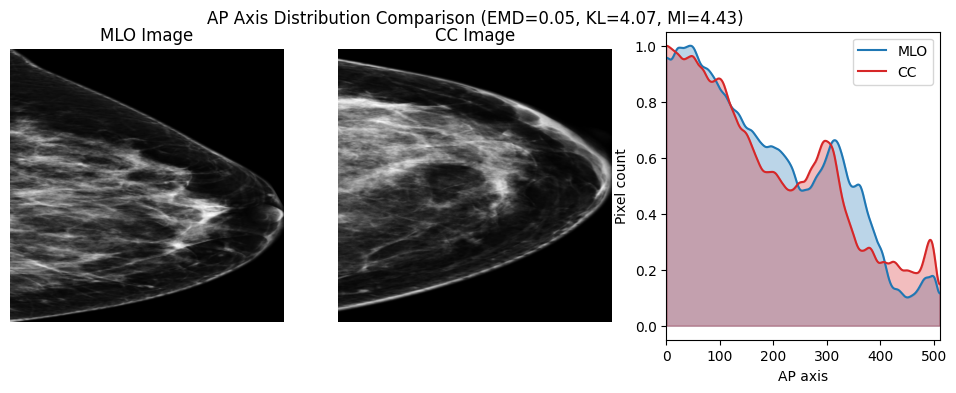 AP Axis Distribution Comparison (EMD=0.05, KL=4.07, MI=4.43)
MLO Image
CC Image
MLO
CC
Pixel count
1.0
0.8
0.6
0.4
0.2
0.0
0 100 200 300 400 500
AP axis